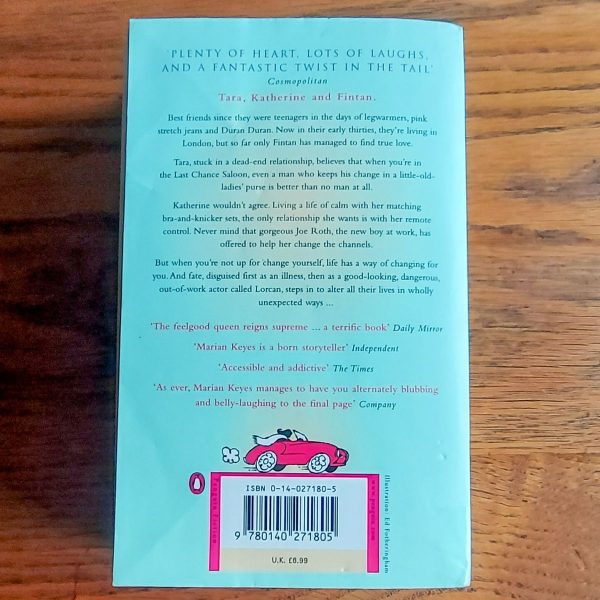 'PLENTY OF HEART, LOTS OF LAUGHS,
AND A FANTASTIC TWIST IN THE TAIL'
Cosmopolitan
Tara, Katherine and Fintan.
Best friends since they were teenagers in the days of legwarmers, pink
stretch jeans and Duran Duran. Now in their early thirties, they're living in
London, but so far only Fintan has managed to find true love.
Tara, stuck in a dead-end relationship, believes that when you're in
the Last Chance Saloon, even a man who keeps his change in a little-old-
ladies' purse is better than no man at all.
Katherine wouldn't agree. Living a life of calm with her matching
bra-and-knicker sets, the only relationship she wants is with her remote
control. Never mind that gorgeous Joe Roth, the new boy at work, has
offered to help her change the channels.
But when you're not up for change yourself, life has a way of changing for
you. And fate, disguised first as an illness, then as a good-looking, dangerous,
out-of-work actor called Lorcan, steps in to alter all their lives in wholly
unexpected ways ...
'The feelgood queen reigns supreme ... a terrific book' Daily Mirror
'Marian Keyes is a born storyteller' Independent
'Accessible and addictive' The Times
'As ever, Marian Keyes manages to have you alternately blubbing
and belly-laughing to the final page' Company
Penguin Fiction
ISBN 0-14-027180-5
9 780140 271805
U.K. £6.99
www.penguin.com
Illustration: Ed Fotheringham